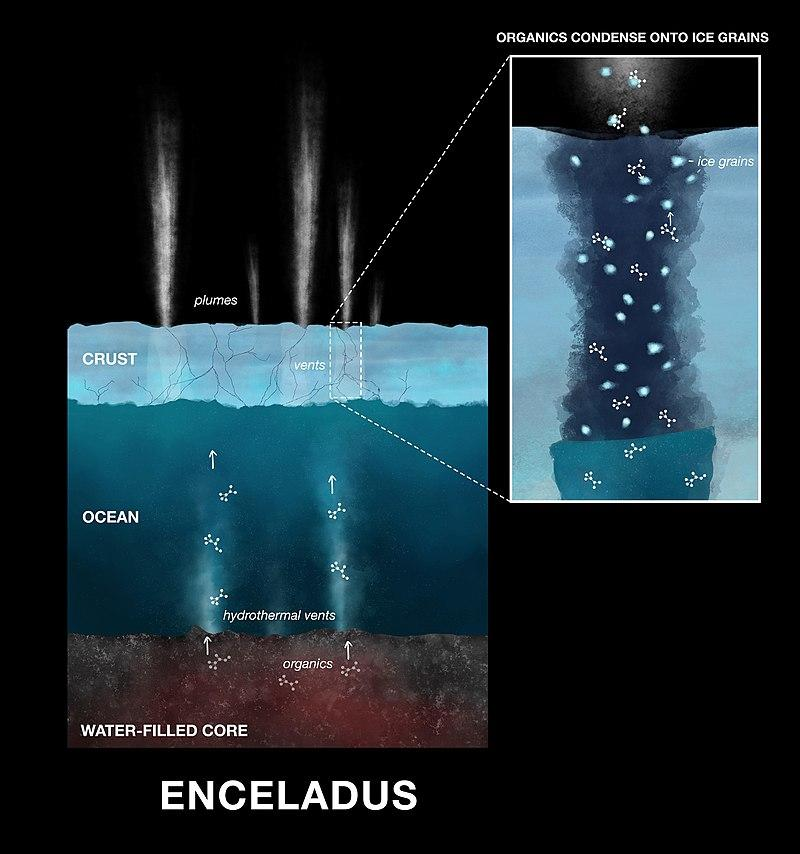 ORGANICS CONDENSE ONTO ICE GRAINS
ice grains
plumes
CRUST
vents
OCEAN
hydrothermal vents
organics
WATER-FILLED CORE
ENCELADUS